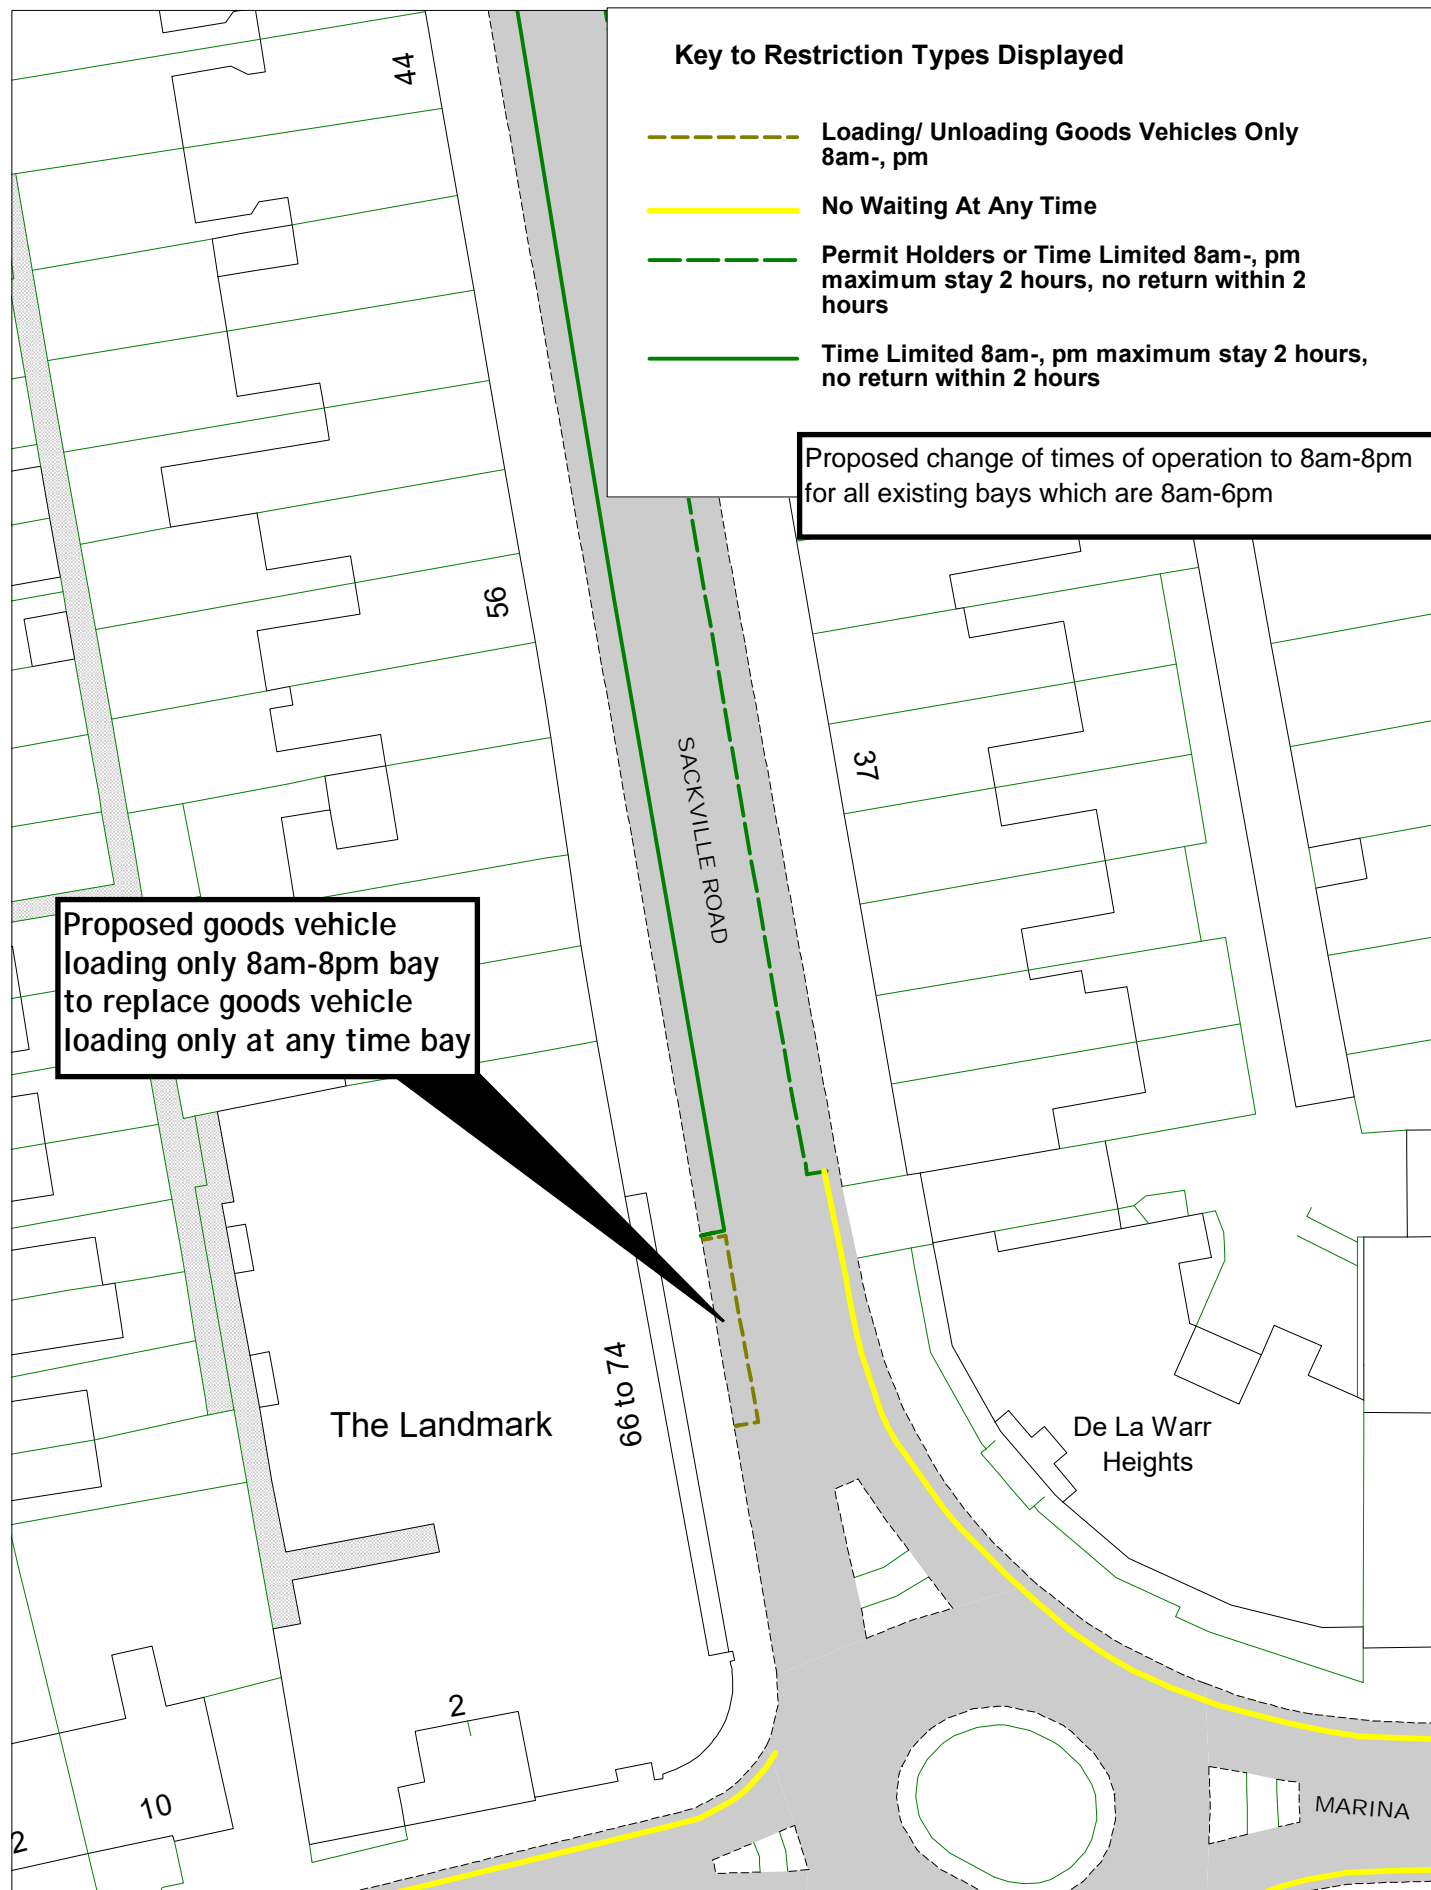 Key to Restriction Types Displayed
Loading/ Unloading Goods Vehicles Only
8am-, pm
No Waiting At Any Time
Permit Holders or Time Limited 8am-, pm
maximum stay 2 hours, no return within 2
hours
Time Limited 8am-, pm maximum stay 2 hours,
no return within 2 hours
Proposed change of times of operation to 8am-8pm
for all existing bays which are 8am-6pm
44
56
37
SACKVILLE ROAD
Proposed goods vehicle
loading only 8am-8pm bay
to replace goods vehicle
loading only at any time bay
66 to 74
The Landmark
De La Warr
Heights
2
10
2
MARINA